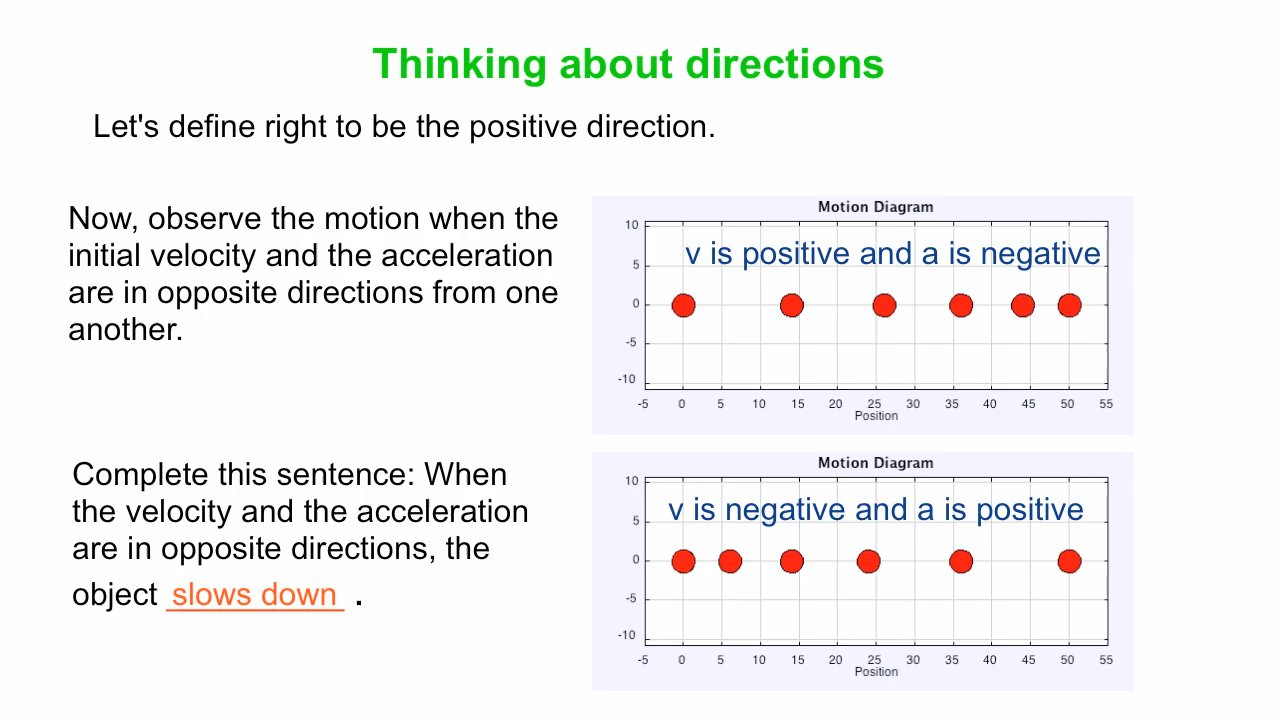 Thinking about directions
Let's define right to be the positive direction.
Now, observe the motion when the
initial velocity and the acceleration
are in opposite directions from one
another.
Motion Diagram
10
v is positive and a is negative
5
0
-5
-10
-5 0 5 10 15 20 25 30 35 40 45 50 55
Position
Complete this sentence: When
the velocity and the acceleration
are in opposite directions, the
object slows down .
Motion Diagram
10
v is negative and a is positive
5
0
-5
-10
-5 0 5 10 15 20 25 30 35 40 45 50 55
Position